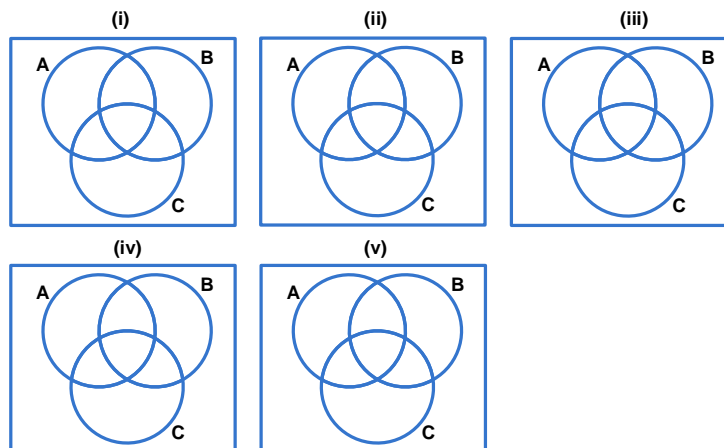 (i) (ii) (iii)
A B A B A B
C C C
(iv) (v)
A B A B
C C